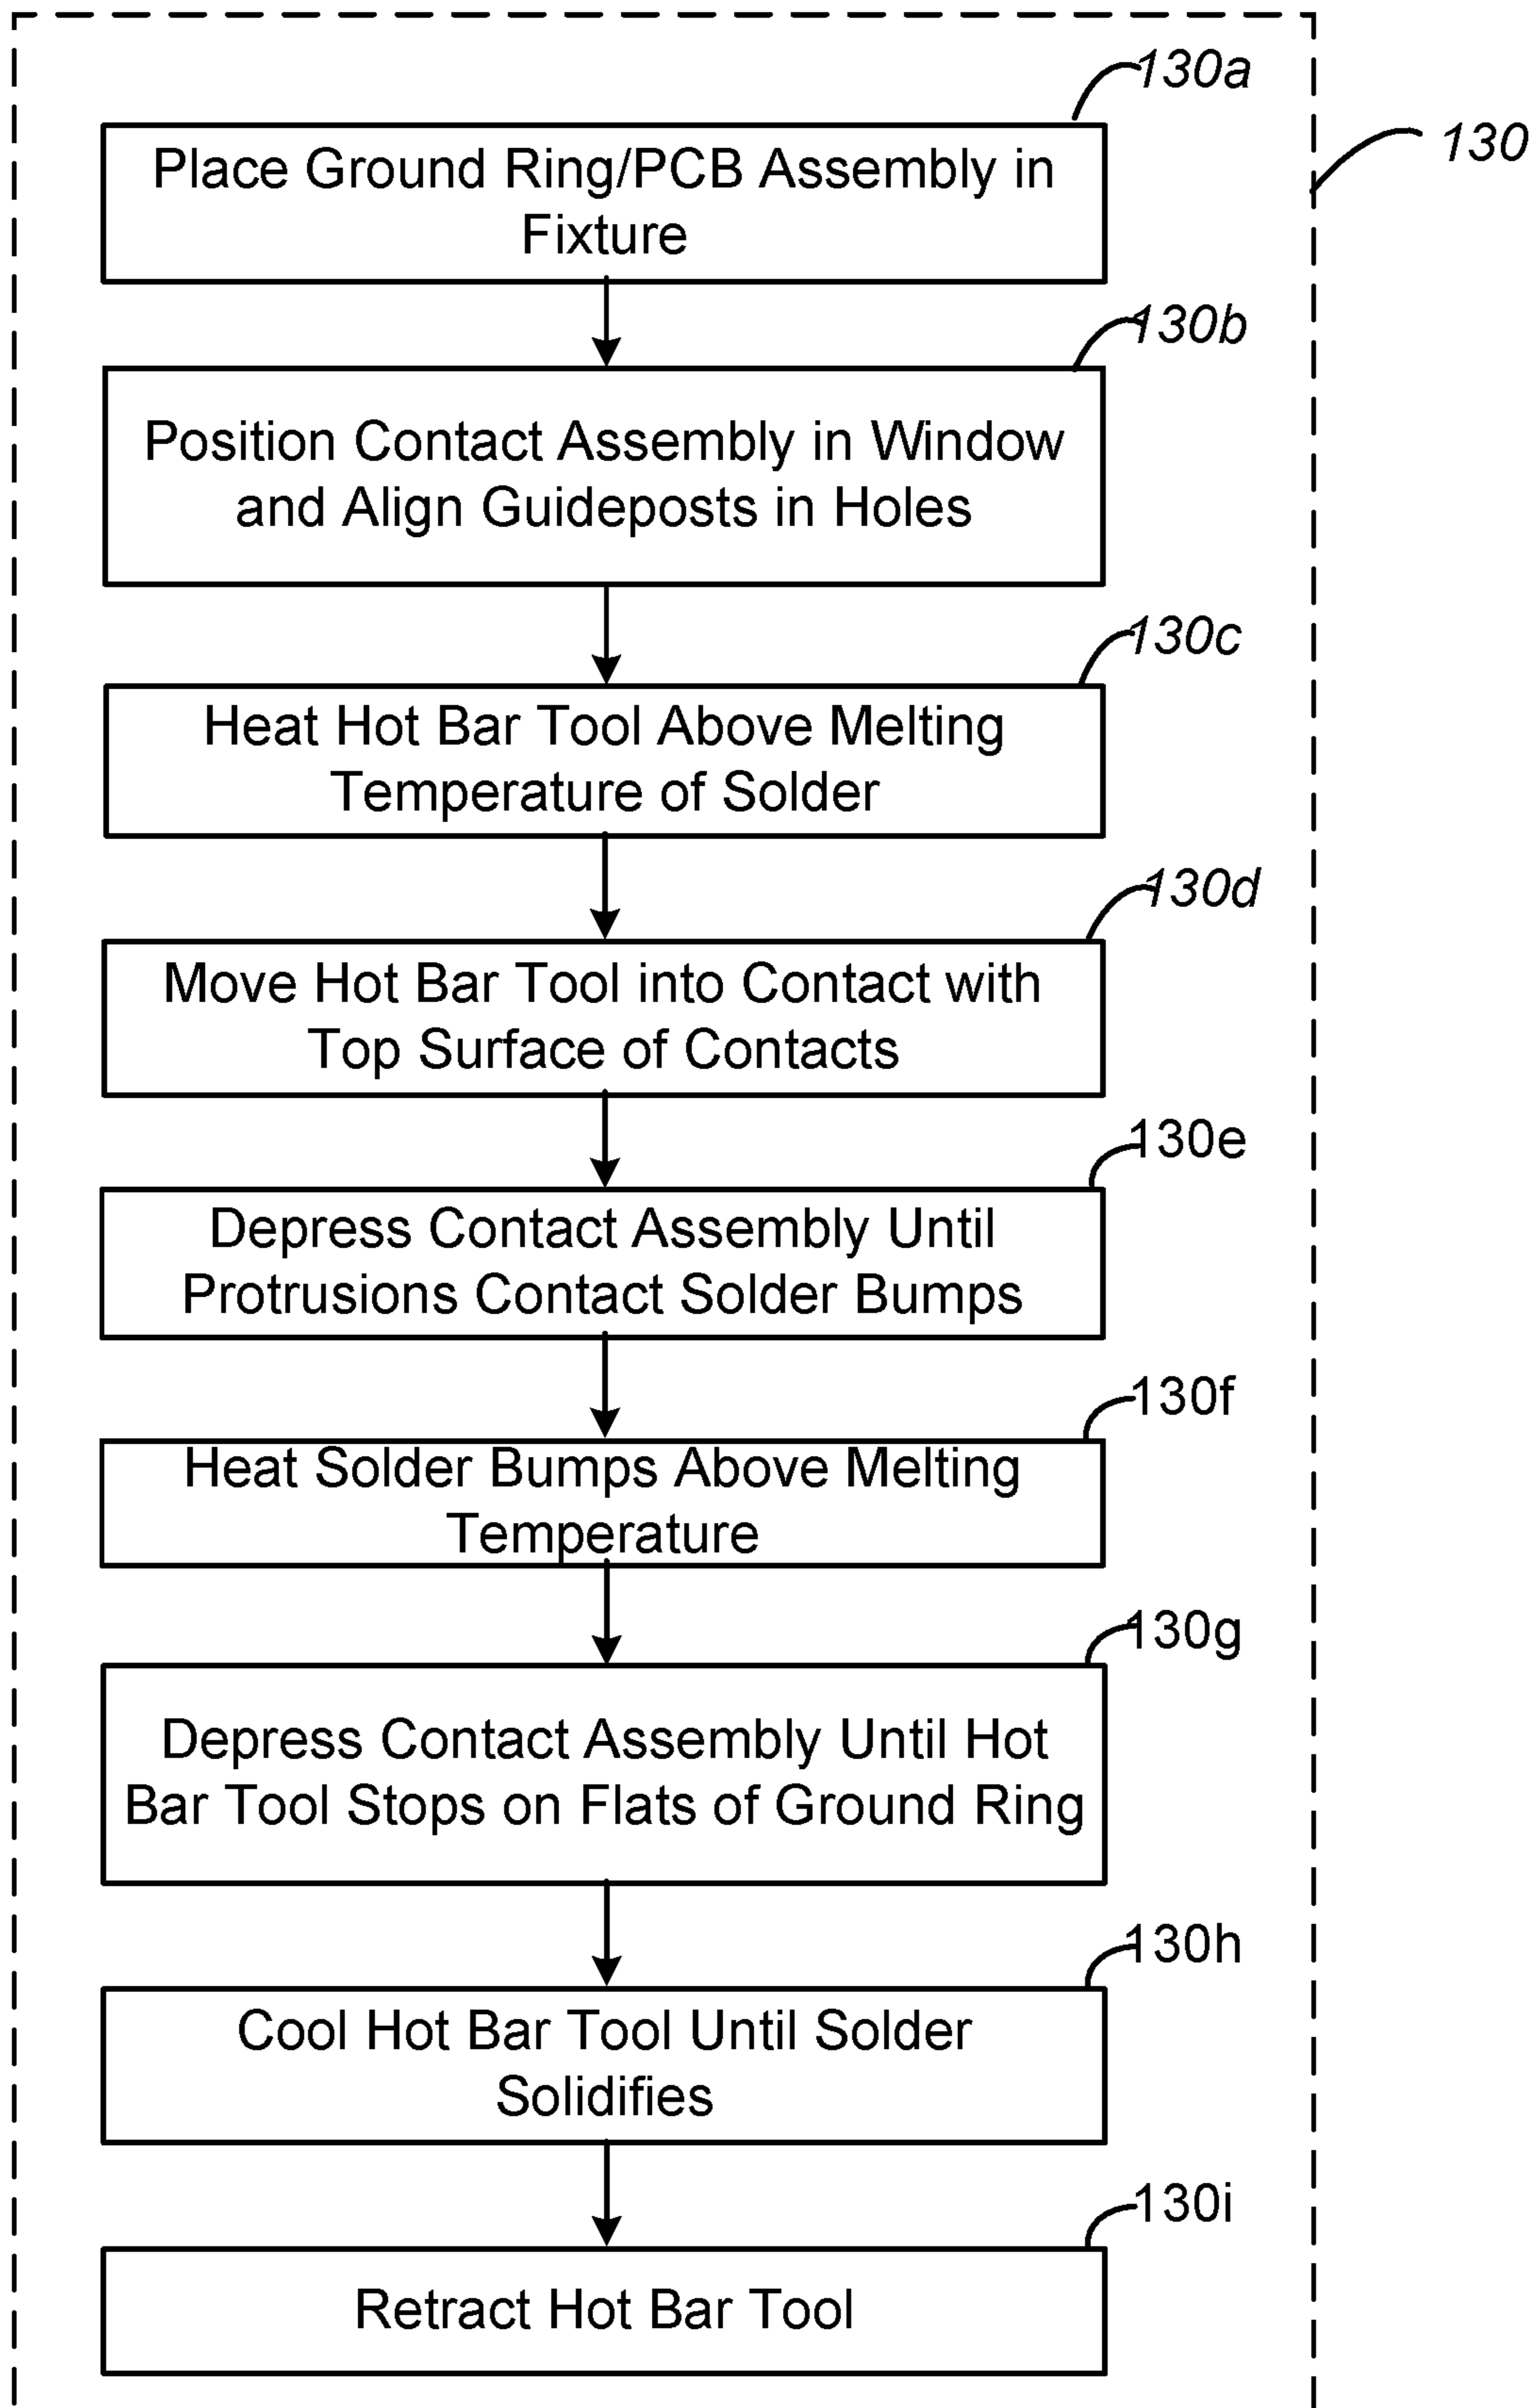 130a
130
Place Ground Ring/PCB Assembly in
Fixture
130b
Position Contact Assembly in Window
and Align Guideposts in Holes
130c
Heat Hot Bar Tool Above Melting
Temperature of Solder
130d
Move Hot Bar Tool into Contact with
Top Surface of Contacts
130e
Depress Contact Assembly Until
Protrusions Contact Solder Bumps
130f
Heat Solder Bumps Above Melting
Temperature
130g
Depress Contact Assembly Until Hot
Bar Tool Stops on Flats of Ground Ring
130h
Cool Hot Bar Tool Until Solder
Solidifies
130i
Retract Hot Bar Tool